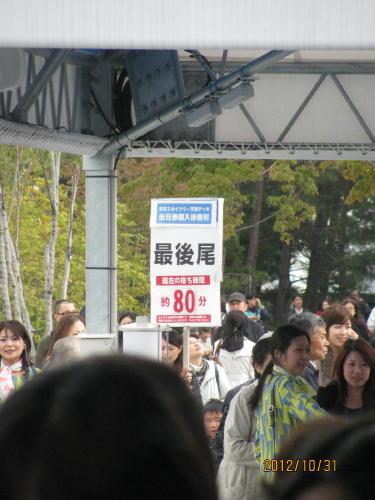 東京スカイツリー天望デッキ
当日券購入待機列
最後尾
現在の待ち時間
約80分
2012/10/31